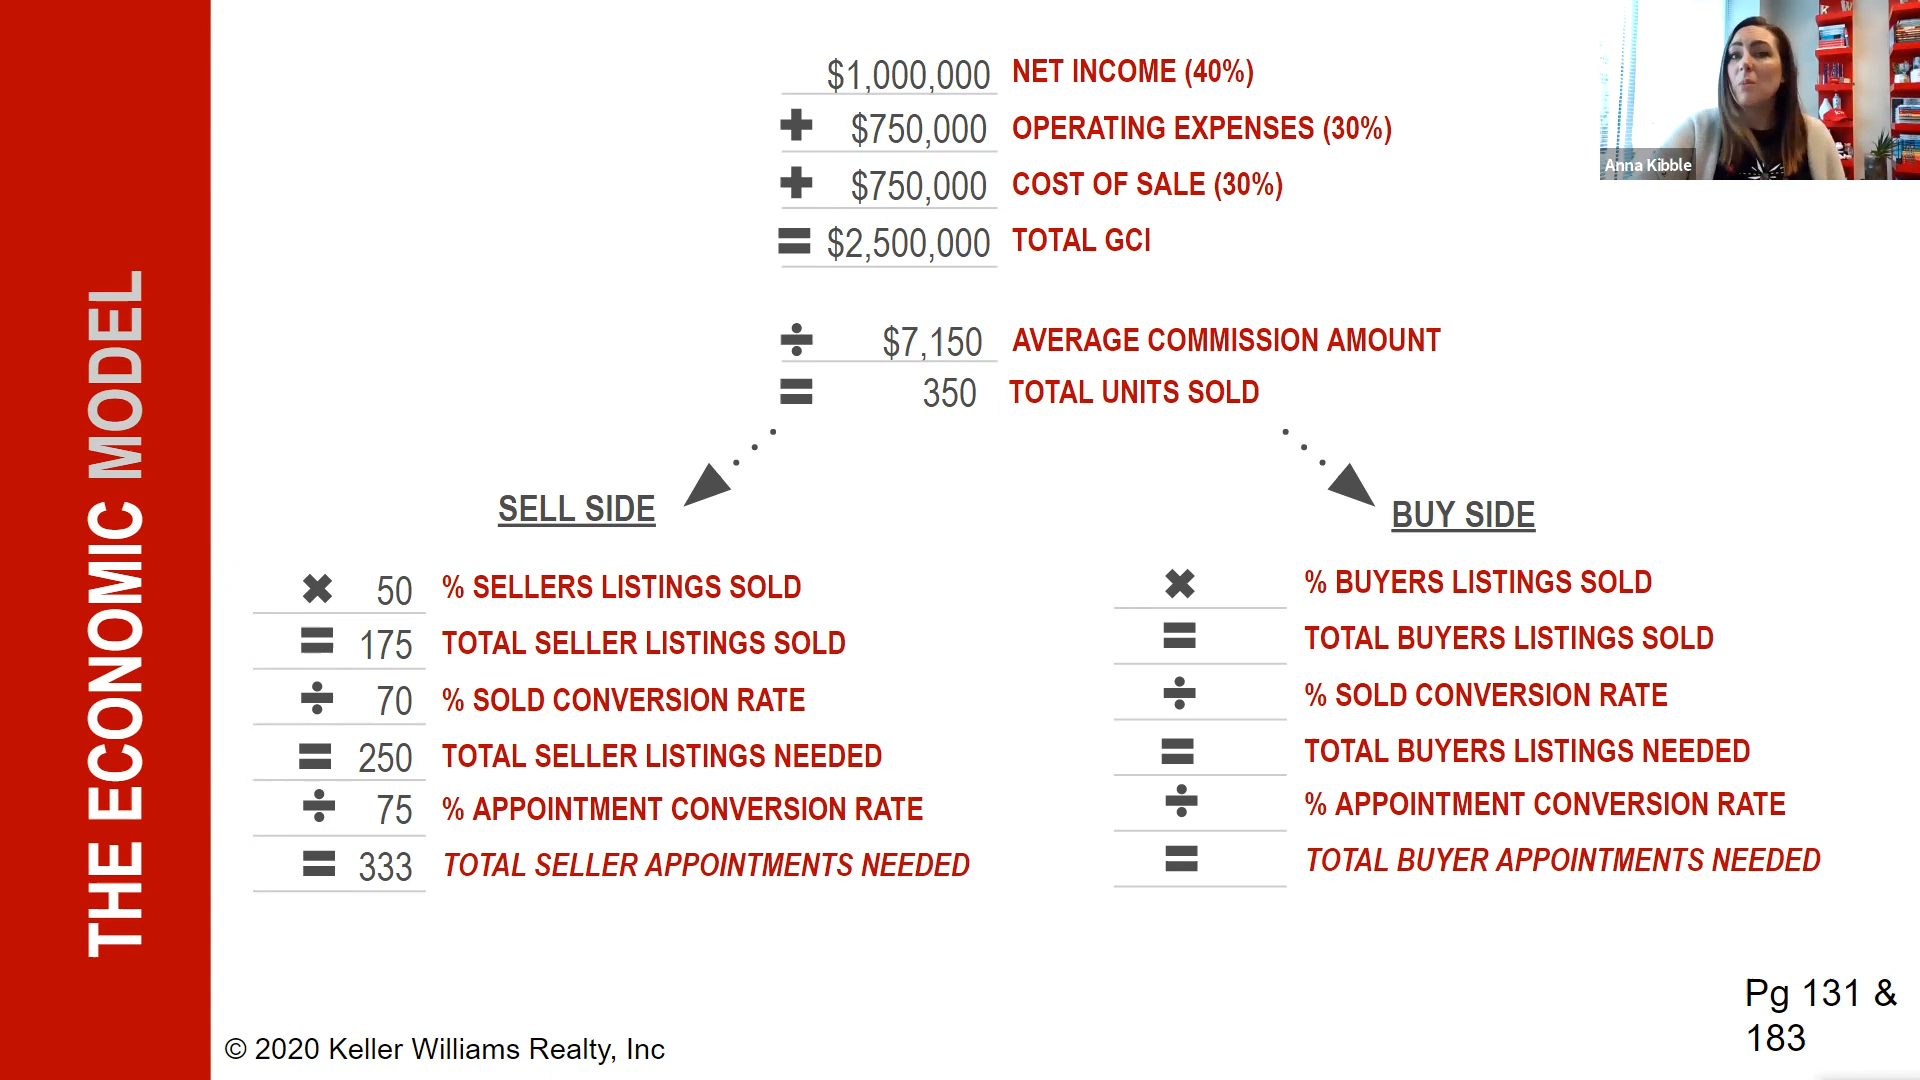 THE ECONOMIC MODEL
$1,000,000 NET INCOME (40%)
+ $750,000 OPERATING EXPENSES (30%)
+ $750,000 COST OF SALE (30%)
= $2,500,000 TOTAL GCI
÷ $7,150 AVERAGE COMMISSION AMOUNT
= 350 TOTAL UNITS SOLD
SELL SIDE
× 50 % SELLERS LISTINGS SOLD
= 175 TOTAL SELLER LISTINGS SOLD
÷ 70 % SOLD CONVERSION RATE
= 250 TOTAL SELLER LISTINGS NEEDED
÷ 75 % APPOINTMENT CONVERSION RATE
= 333 TOTAL SELLER APPOINTMENTS NEEDED
BUY SIDE
× % BUYERS LISTINGS SOLD
= TOTAL BUYERS LISTINGS SOLD
÷ % SOLD CONVERSION RATE
= TOTAL BUYERS LISTINGS NEEDED
÷ % APPOINTMENT CONVERSION RATE
= TOTAL BUYER APPOINTMENTS NEEDED
Anna Kibble
Pg 131 &
183
© 2020 Keller Williams Realty, Inc